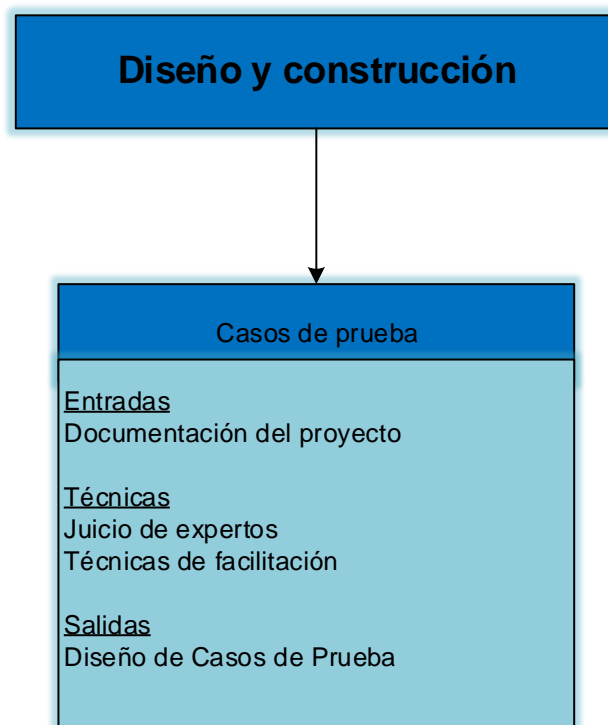 Diseño y construcción
Casos de prueba
Entradas
Documentación del proyecto
Técnicas
Juicio de expertos
Técnicas de facilitación
Salidas
Diseño de Casos de Prueba